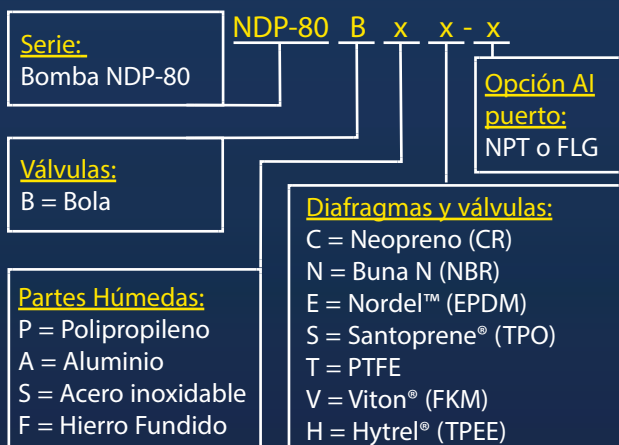 NDP-80 B x x - x
Serie:
Bomba NDP-80
Opción Al
puerto:
NPT o FLG
Válvulas:
B = Bola
Diafragmas y válvulas:
C = Neopreno (CR)
N = Buna N (NBR)
E = Nordel™ (EPDM)
S = Santoprene® (TPO)
T = PTFE
V = Viton® (FKM)
H = Hytrel® (TPEE)
Partes Húmedas:
P = Polipropileno
A = Aluminio
S = Acero inoxidable
F = Hierro Fundido